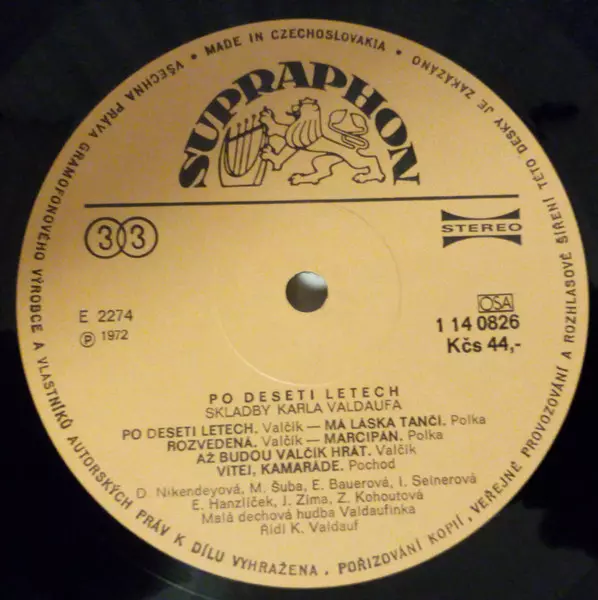 VŠECHNA PRÁVA GRAMOFONOVÉHO VÝROBCE A VLASTNÍKŮ AUTORSKÝCH PRÁV K DÍLU VYHRAŽENA. POŘIZOVÁNÍ KOPIÍ, VEŘEJNÉ PROVOZOVÁNÍ A ROZHLASOVÉ ŠÍŘENÍ TÉTO DESKY JE ZAKÁZÁNO • MADE IN CZECHOSLOVAKIA •
SUPRAPHON
33
STEREO
E 2274
℗ 1972
OSA
1 14 0826
Kčs 44,-
PO DESETI LETECH
SKLADBY KARLA VALDAUFA
PO DESETI LETECH. Valčík — MÁ LÁSKA TANČÍ. Polka
ROZVEDENÁ. Valčík — MARCIPÁN. Polka
AŽ BUDOU VALČÍK HRÁT. Valčík
VÍTEJ, KAMARÁDE. Pochod
D. Nikendeyová, M. Šuba, E. Bauerová, I. Seinerová
E. Hanzlíček, J. Zíma, Z. Kohoutová
Malá dechová hudba Valdaufinka
Řídí K. Valdauf